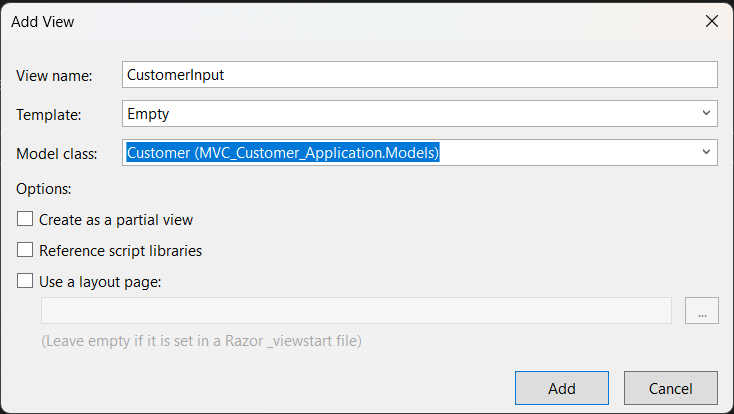 Add View
View name: CustomerInput
Template: Empty
Model class: Customer (MVC_Customer_Application.Models)
Options:
Create as a partial view
Reference script libraries
Use a layout page:
...
(Leave empty if it is set in a Razor _viewstart file)
Add Cancel